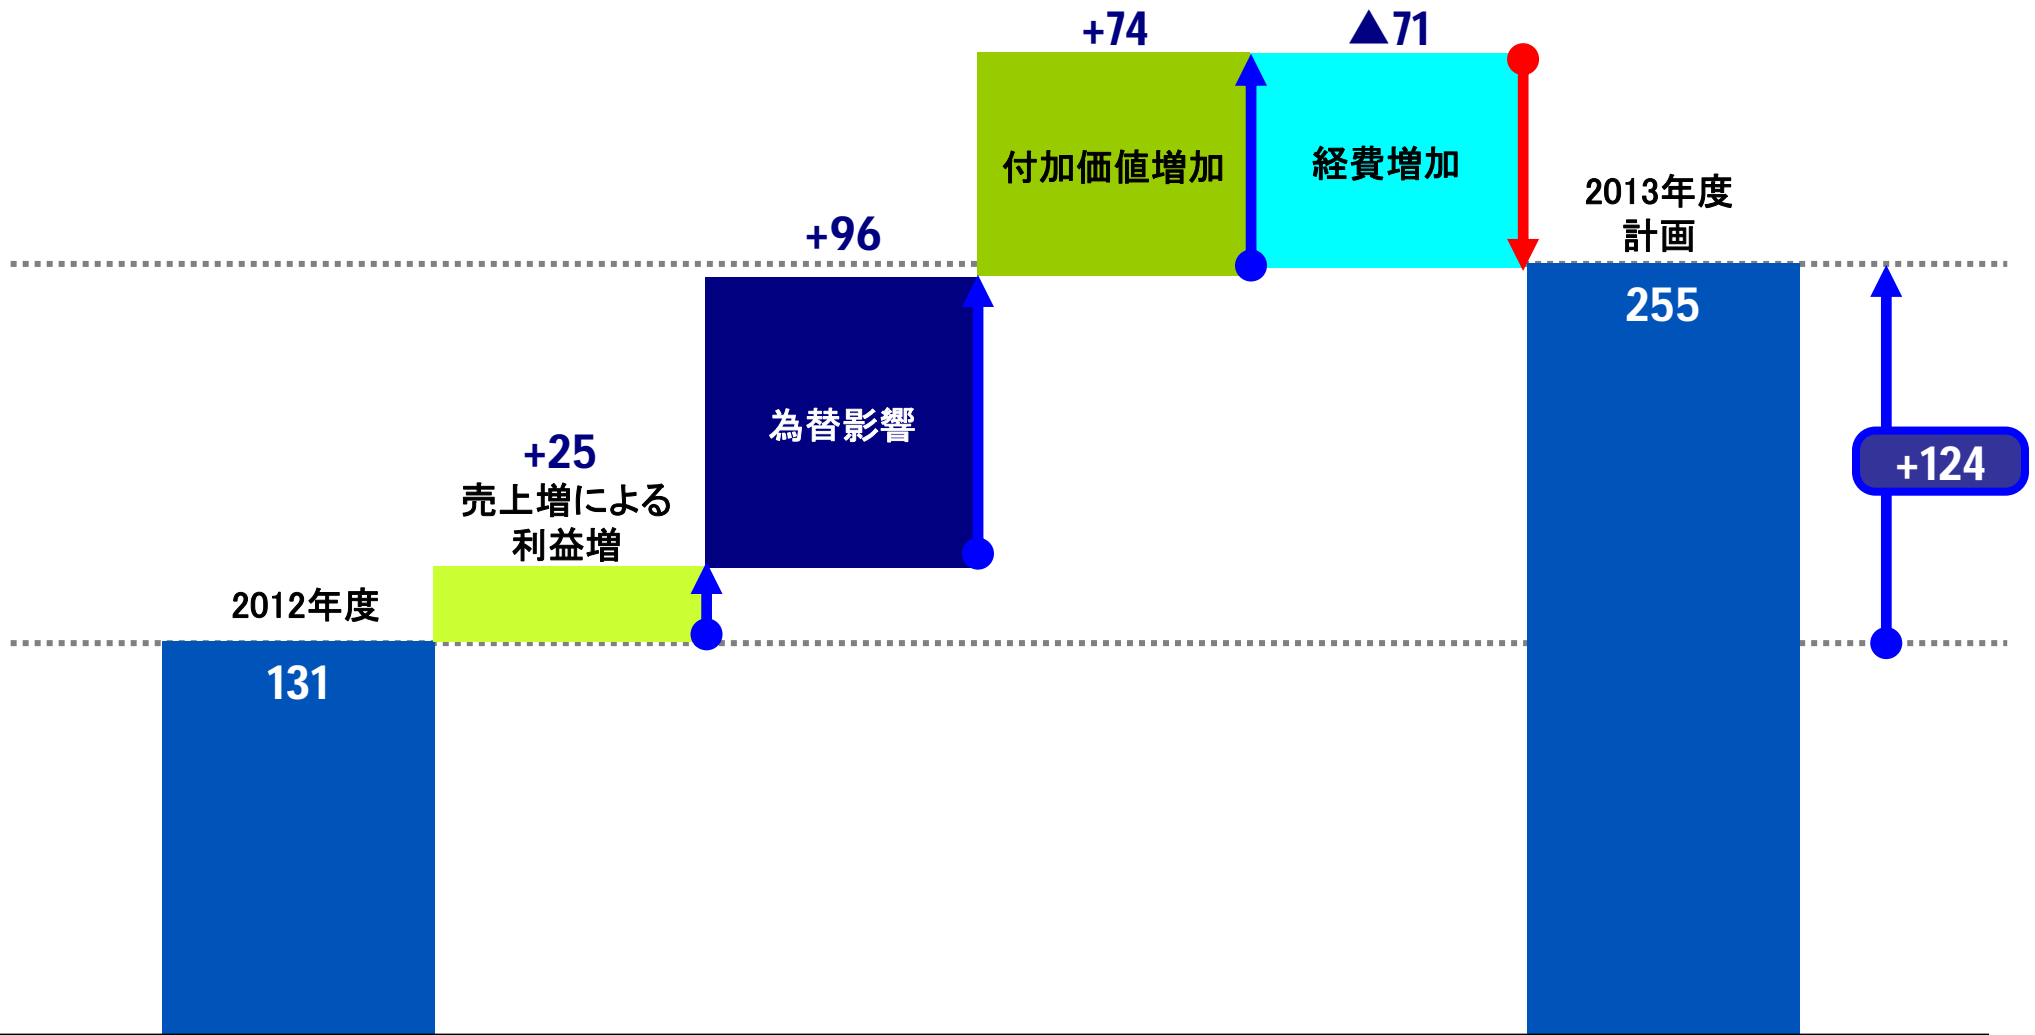 2012年度
131
+25
売上増による
利益増
+96
為替影響
+74
付加価値増加
▲71
経費増加
2013年度
計画
255
+124